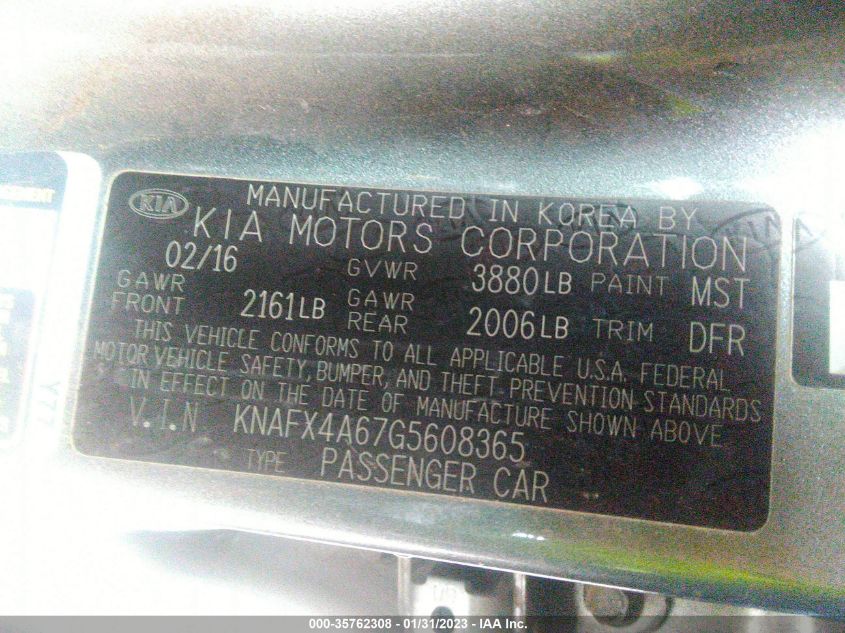 KIA
MANUFACTURED IN KOREA BY
KIA MOTORS CORPORATION
02/16 GVWR 3880LB PAINT MST
GAWR FRONT 2161LB GAWR REAR 2006LB TRIM DFR
THIS VEHICLE CONFORMS TO ALL APPLICABLE U.S.A. FEDERAL
MOTOR VEHICLE SAFETY, BUMPER, AND THEFT PREVENTION STANDARDS
IN EFFECT ON THE DATE OF MANUFACTURE SHOWN ABOVE
V.I.N KNAFX4A67G5608365
TYPE PASSENGER CAR
Y77
000-35762308 - 01/31/2023 - IAA Inc.